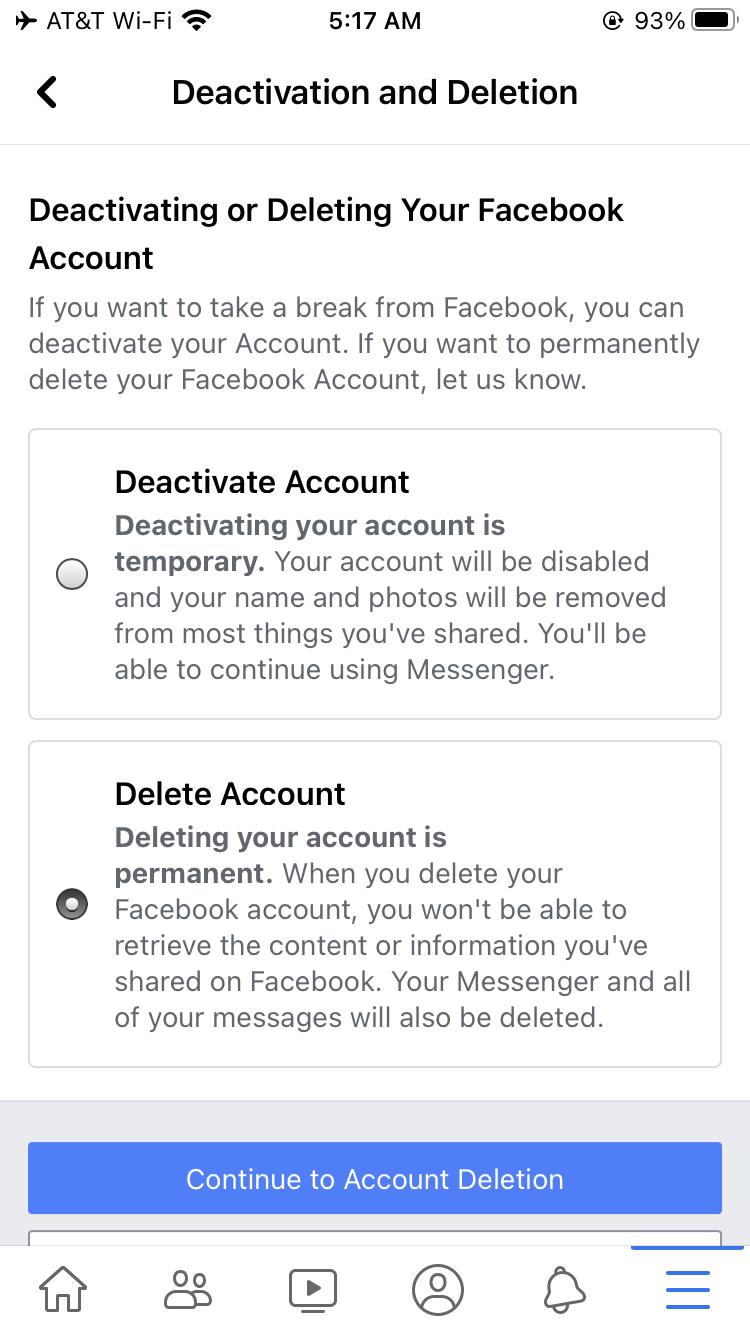 AT&T Wi-Fi 5:17 AM 93%
Deactivation and Deletion
Deactivating or Deleting Your Facebook
Account
If you want to take a break from Facebook, you can
deactivate your Account. If you want to permanently
delete your Facebook Account, let us know.
Deactivate Account
Deactivating your account is
temporary. Your account will be disabled
and your name and photos will be removed
from most things you've shared. You'll be
able to continue using Messenger.
Delete Account
Deleting your account is
permanent. When you delete your
Facebook account, you won't be able to
retrieve the content or information you've
shared on Facebook. Your Messenger and all
of your messages will also be deleted.
Continue to Account Deletion